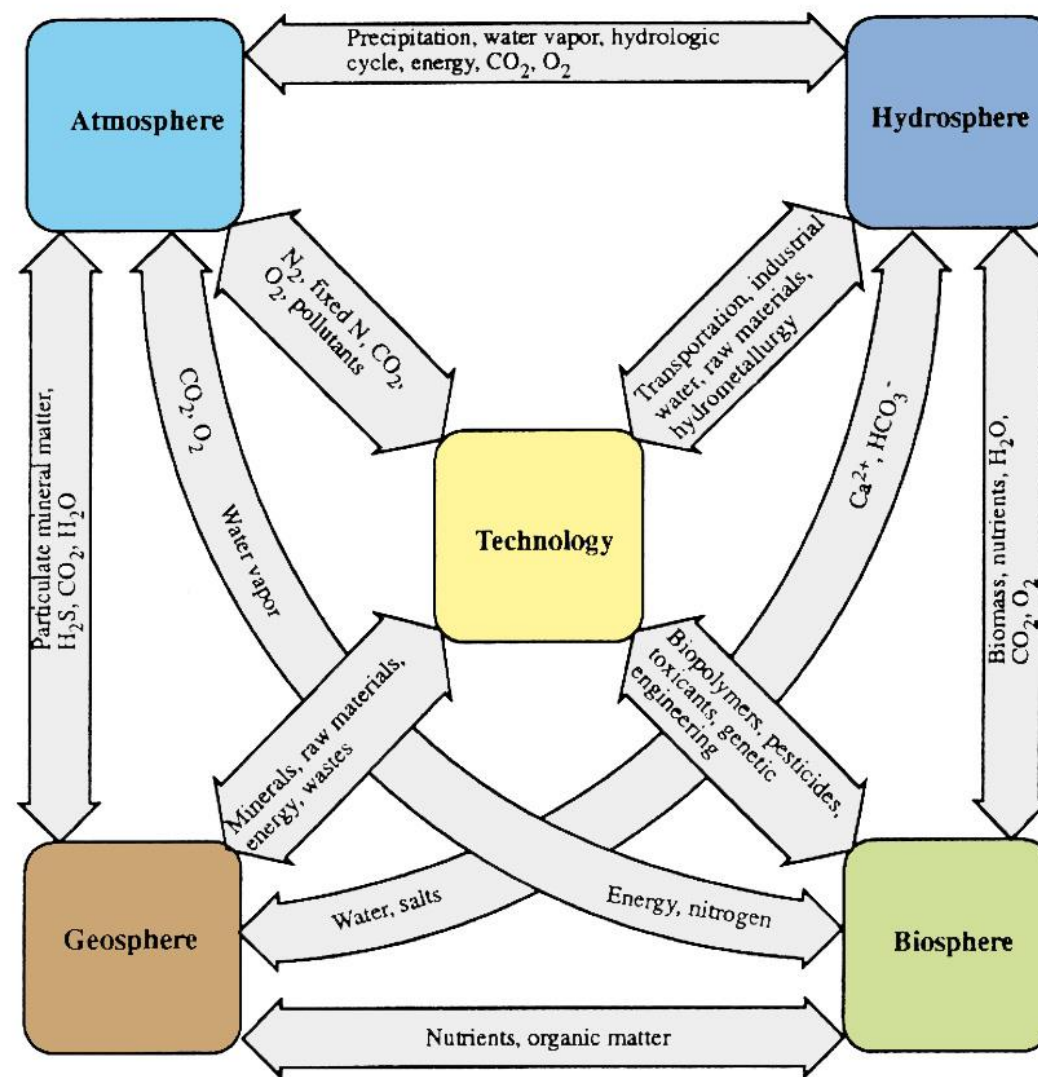 Precipitation, water vapor, hydrologic
cycle, energy, CO₂, O₂
Atmosphere
Hydrosphere
N₂, fixed N, CO₂,
O₂, pollutants
Transportation, industrial
water, raw materials,
hydrometallurgy
CO₂, O₂
Water vapor
Energy, nitrogen
Ca²⁺, HCO₃⁻
Water, salts
Particulate mineral matter,
H₂S, CO₂, H₂O
Biomass, nutrients, H₂O,
CO₂, O₂
Technology
Minerals, raw materials,
energy, wastes
Biopolymers, pesticides,
toxicants, genetic
engineering
Geosphere
Biosphere
Nutrients, organic matter